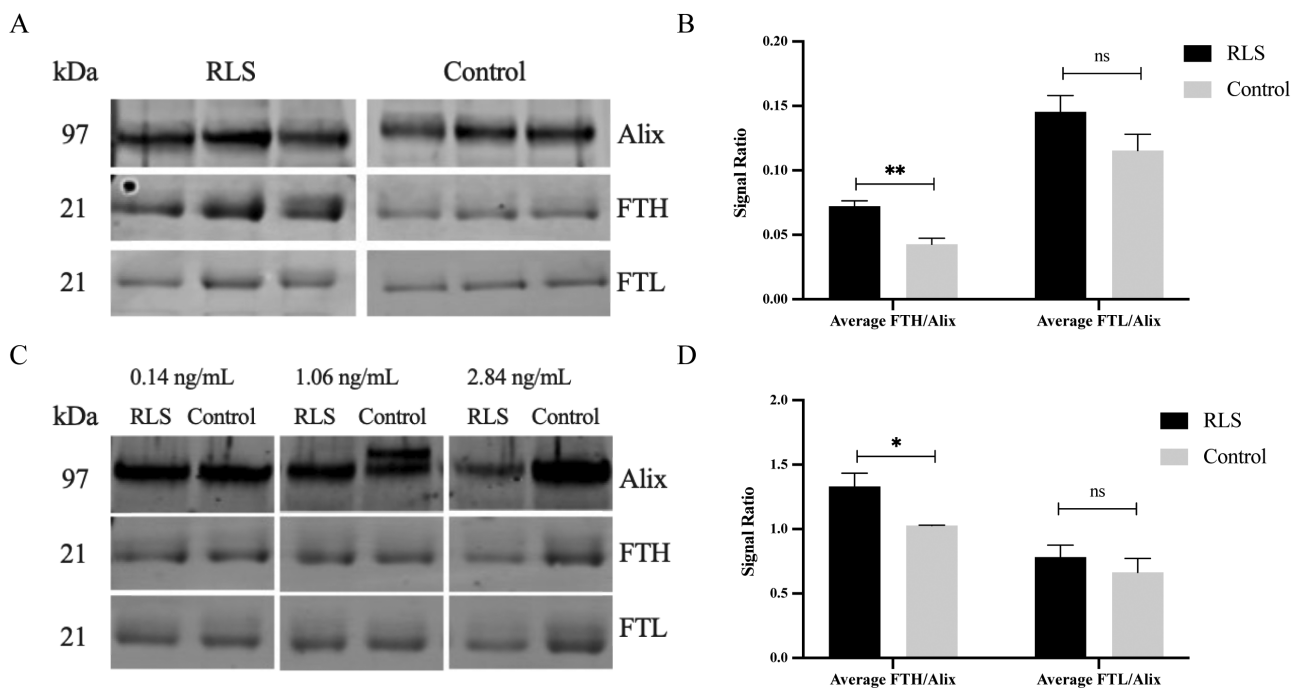 A
kDa
RLS
Control
97
Alix
21
FTH
21
FTL
B
0.20
0.15
0.10
0.05
0.00
Signal Ratio
**
ns
RLS
Control
Average FTH/Alix
Average FTL/Alix
C
0.14 ng/mL
1.06 ng/mL
2.84 ng/mL
kDa
RLS Control
RLS Control
RLS Control
97
Alix
21
FTH
21
FTL
D
2.0
1.5
1.0
0.5
0.0
Signal Ratio
*
ns
RLS
Control
Average FTH/Alix
Average FTL/Alix